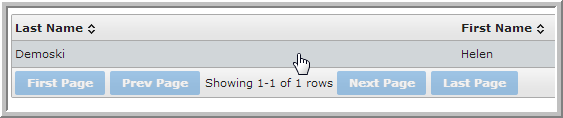 Last Name First Name
Demoski Helen
First Page Prev Page Showing 1-1 of 1 rows Next Page Last Page